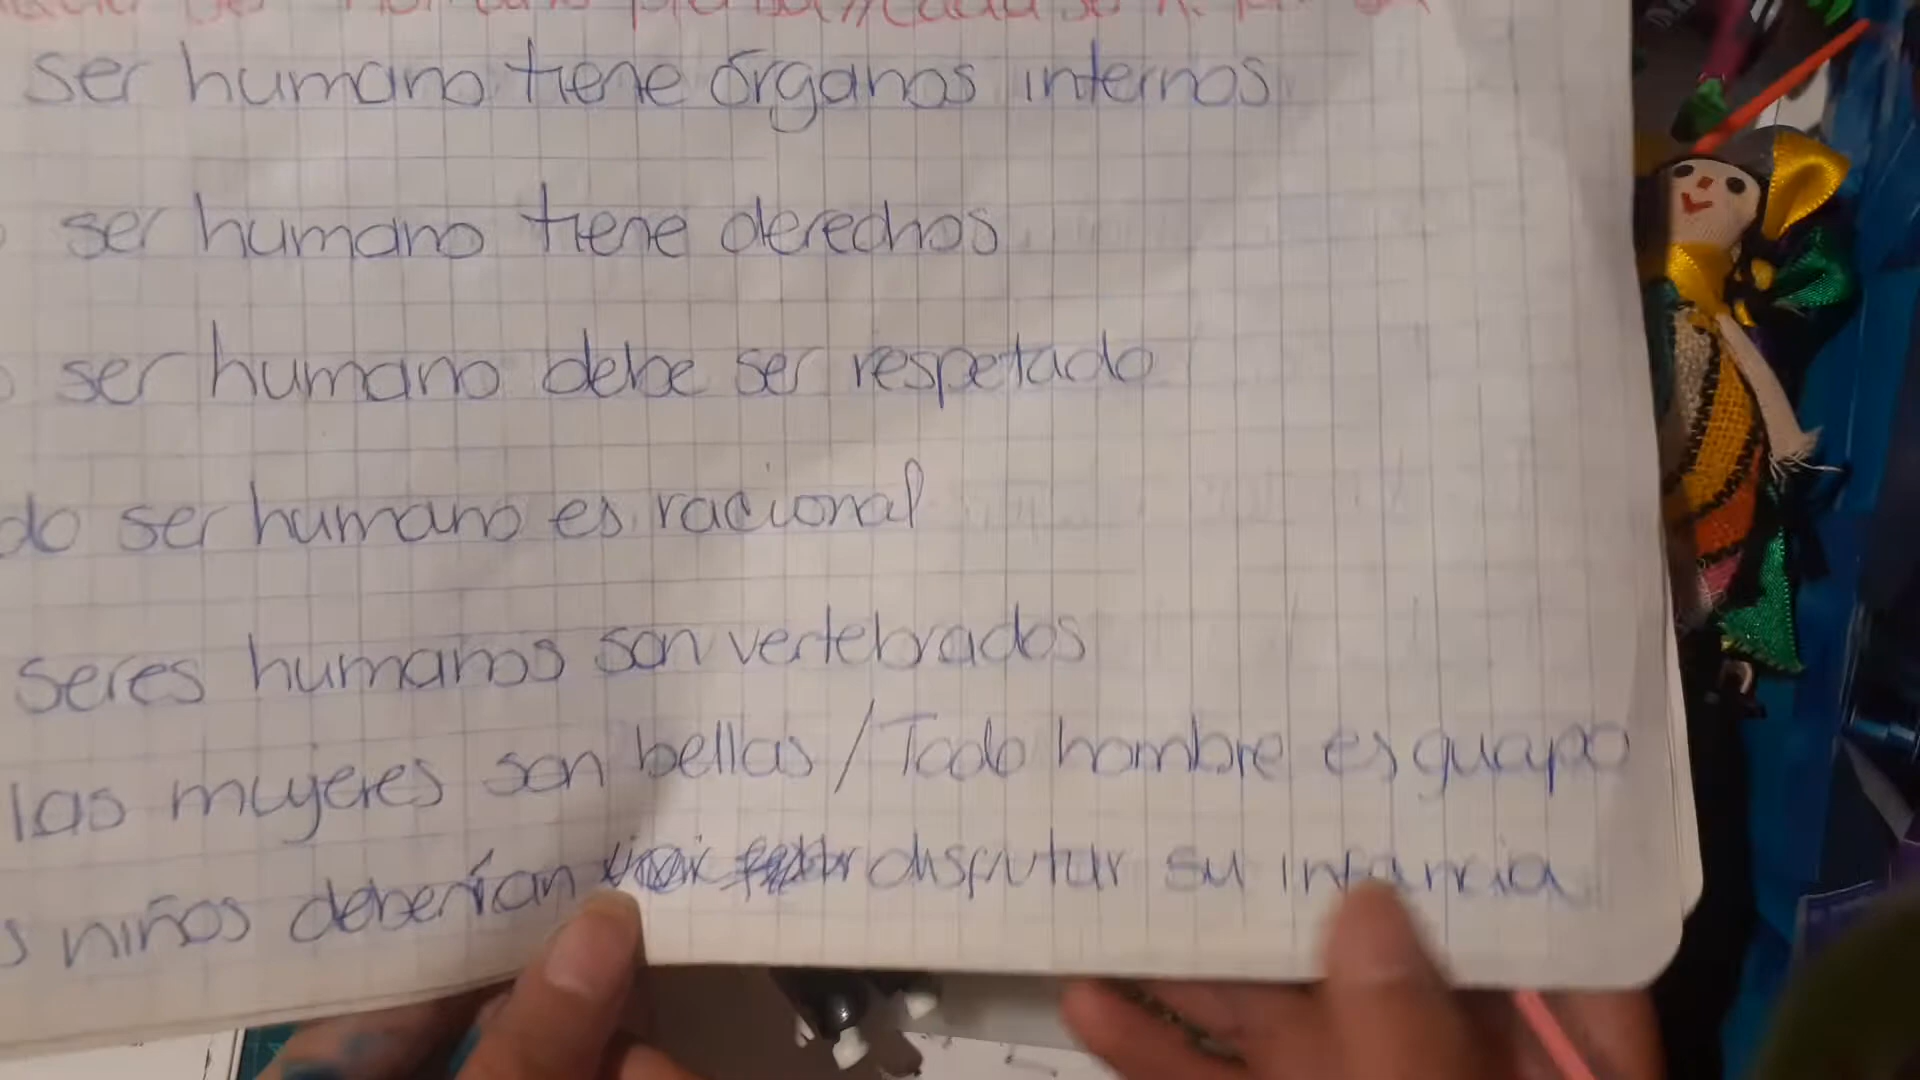 ser humano tiene órganos internos
ser humano tiene derechos
ser humano debe ser respetado
do ser humano es racional
seres humanos son vertebrados
las mujeres son bellas / Todo hombre es guapo
s niños deberían disfrutar su infancia